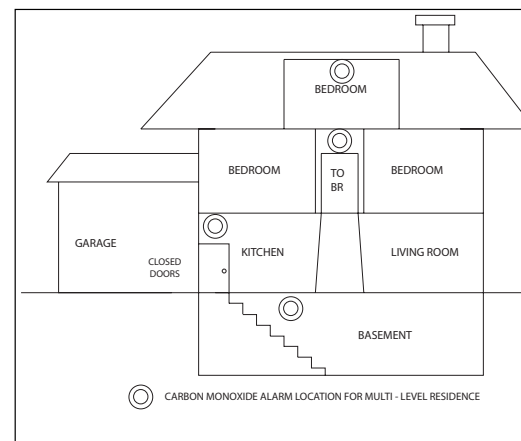 BEDROOM
BEDROOM
TO
BR
BEDROOM
GARAGE
CLOSED
DOORS
KITCHEN
LIVING ROOM
BASEMENT
CARBON MONOXIDE ALARM LOCATION FOR MULTI - LEVEL RESIDENCE